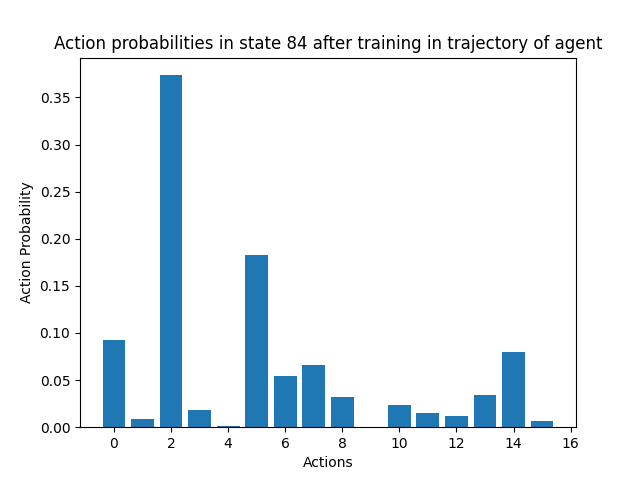 Action probabilities in state 84 after training in trajectory of agent
0.35
0.30
0.25
0.20
0.15
0.10
0.05
0.00
Action Probability
0 2 4 6 8 10 12 14 16
Actions